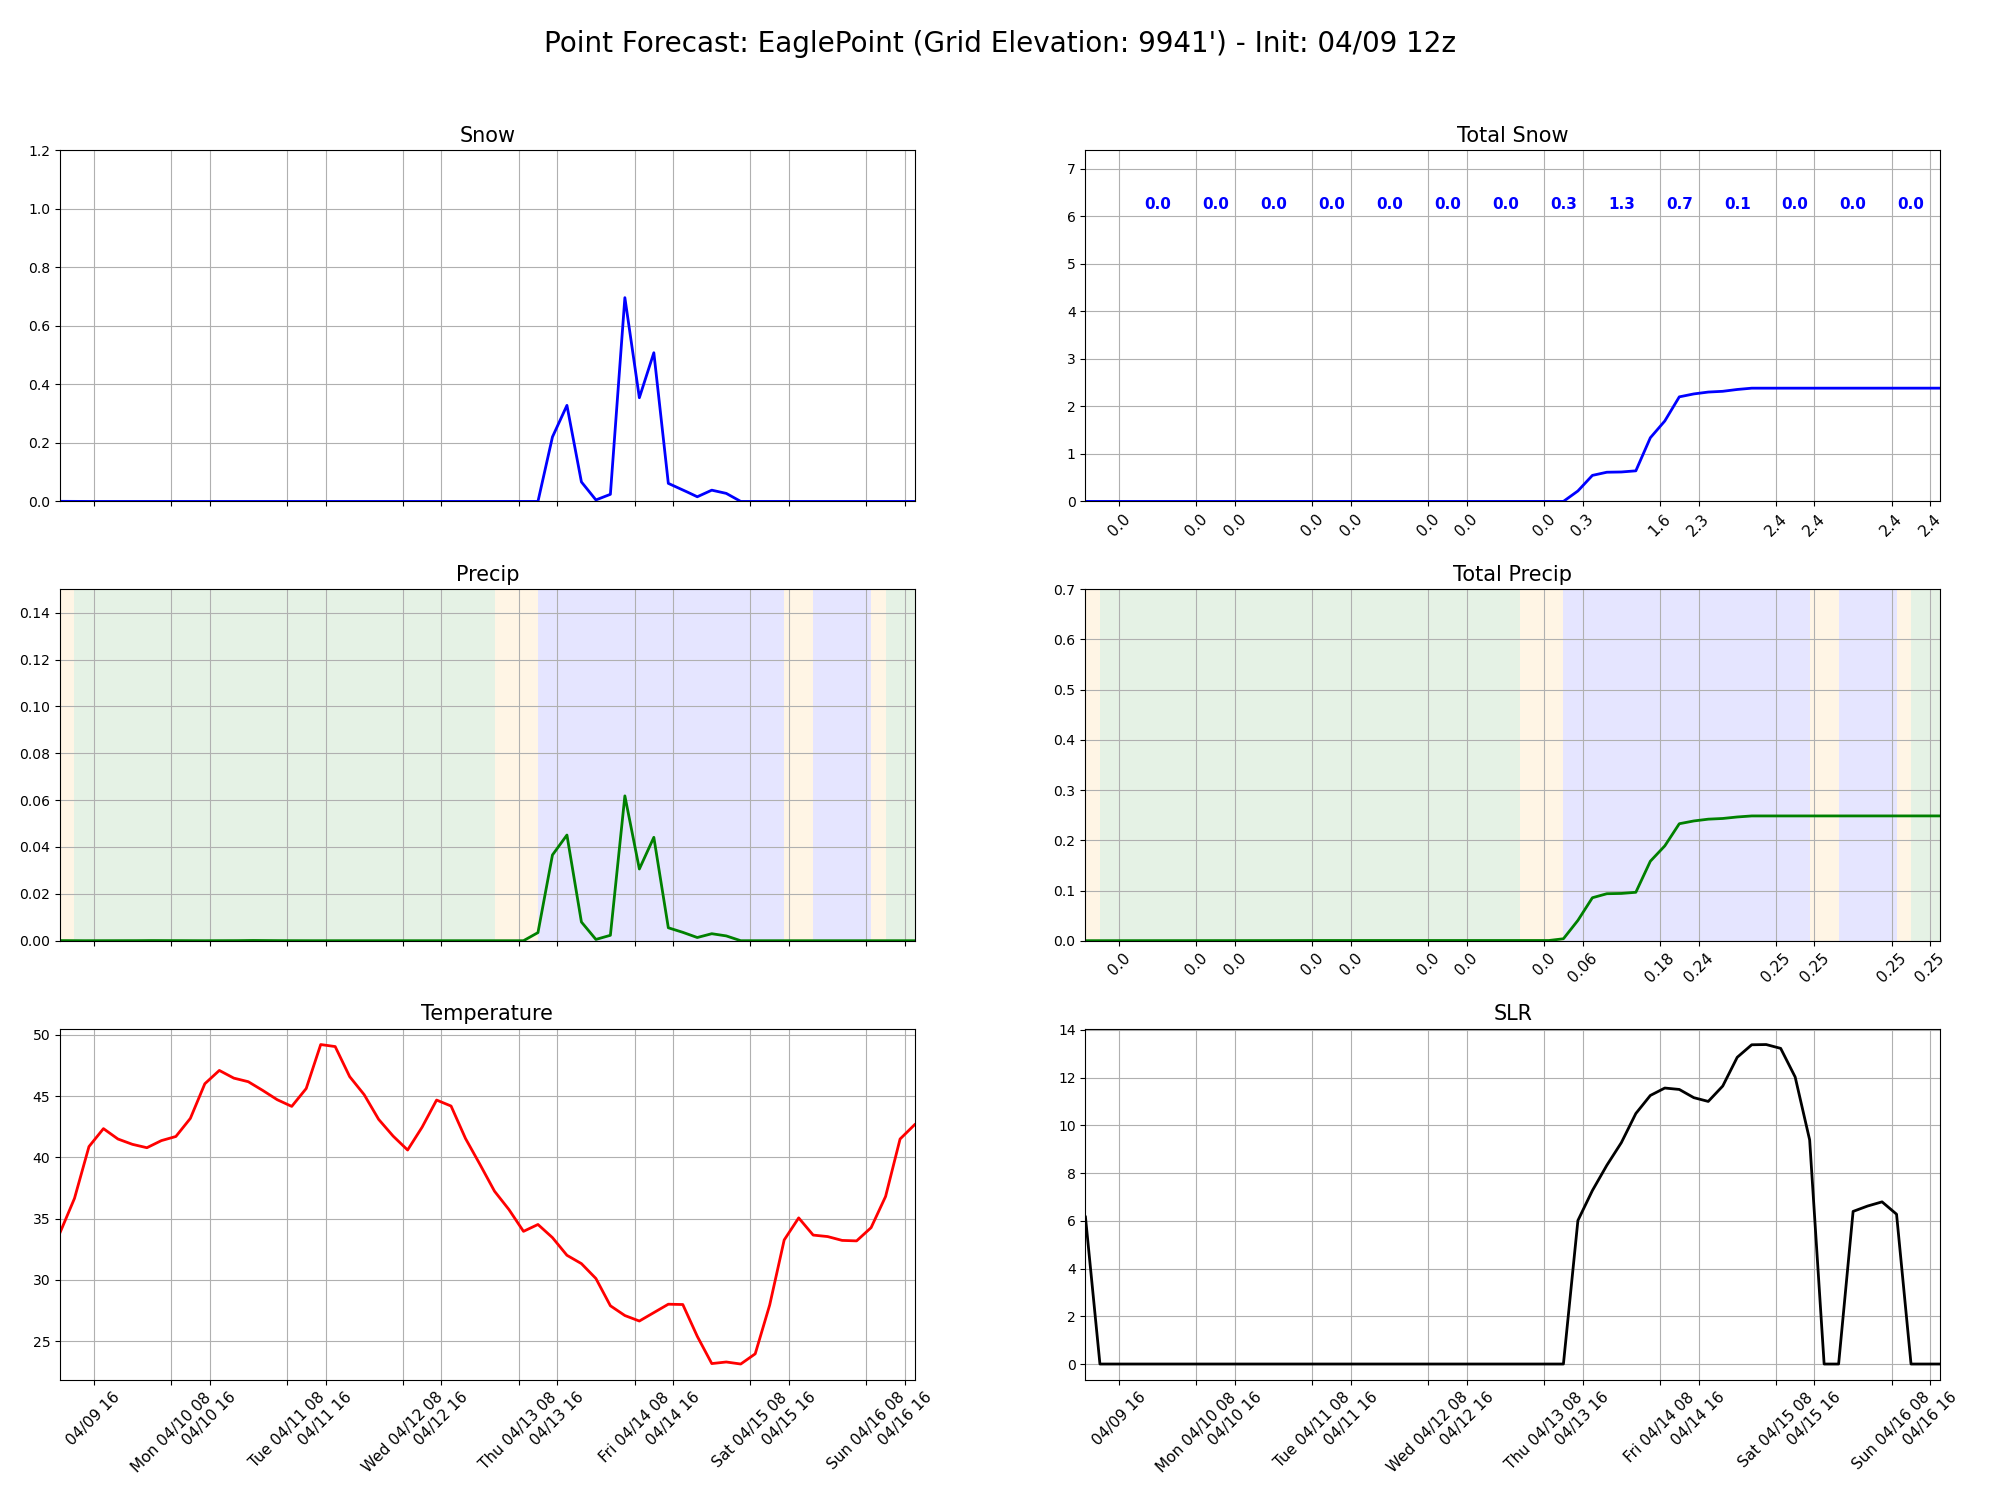 Point Forecast: EaglePoint (Grid Elevation: 9941') - Init: 04/09 12z
Snow
1.2
1.0
0.8
0.6
0.4
0.2
0.0
Total Snow
7
6
5
4
3
2
1
0
0.0 0.0 0.0 0.0 0.0 0.0 0.0 0.3 1.3 0.7 0.1 0.0 0.0 0.0
0.0 0.0 0.0 0.0 0.0 0.0 0.0 0.0 0.3 1.6 2.3 2.4 2.4 2.4 2.4
Precip
0.14
0.12
0.10
0.08
0.06
0.04
0.02
0.00
Total Precip
0.7
0.6
0.5
0.4
0.3
0.2
0.1
0.0
0.0 0.0 0.0 0.0 0.0 0.0 0.0 0.0 0.06 0.18 0.24 0.25 0.25 0.25 0.25
Temperature
50
45
40
35
30
25
04/09 16
Mon 04/10 08
04/10 16
Tue 04/11 08
04/11 16
Wed 04/12 08
04/12 16
Thu 04/13 08
04/13 16
Fri 04/14 08
04/14 16
Sat 04/15 08
04/15 16
Sun 04/16 08
04/16 16
SLR
14
12
10
8
6
4
2
0
04/09 16
Mon 04/10 08
04/10 16
Tue 04/11 08
04/11 16
Wed 04/12 08
04/12 16
Thu 04/13 08
04/13 16
Fri 04/14 08
04/14 16
Sat 04/15 08
04/15 16
Sun 04/16 08
04/16 16